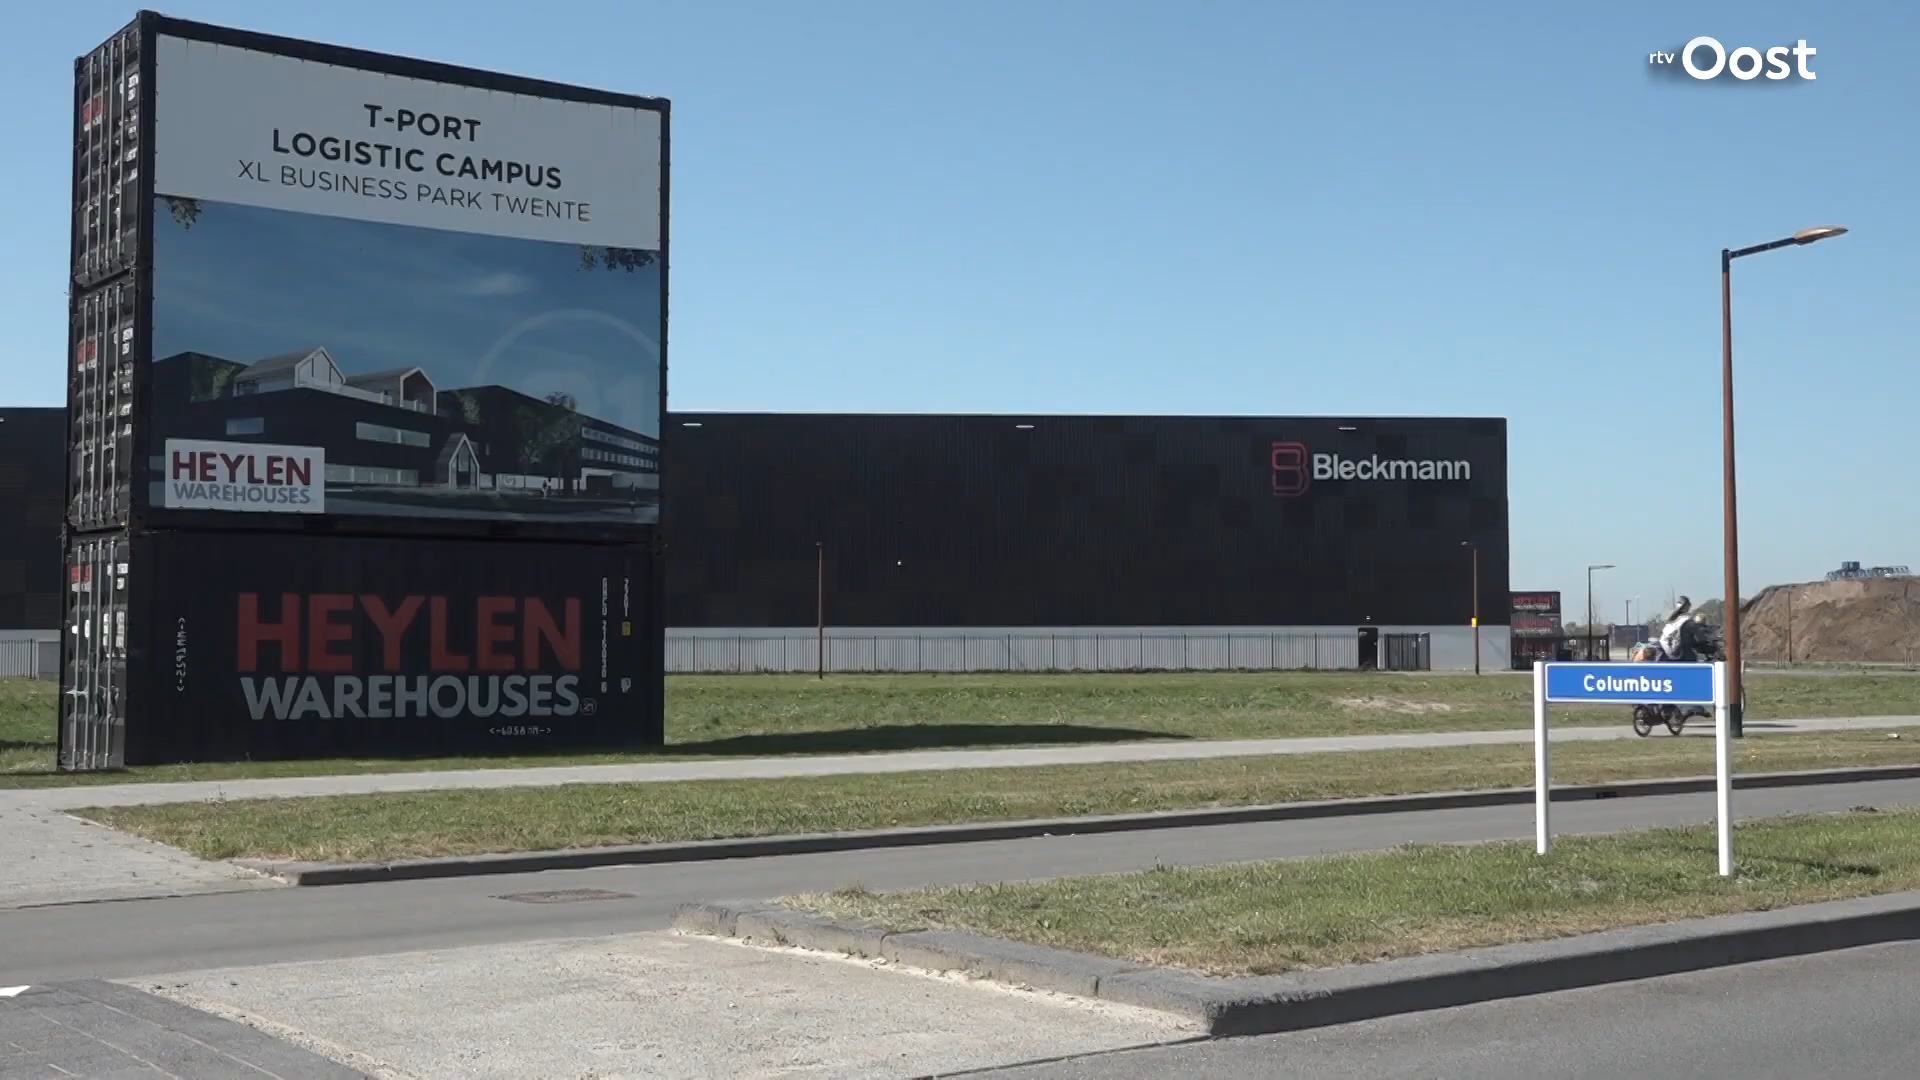 rtv Oost
T-PORT
LOGISTIC CAMPUS
XL BUSINESS PARK TWENTE
HEYLEN
WAREHOUSES
HEYLEN
WAREHOUSES
Bleckmann
Columbus